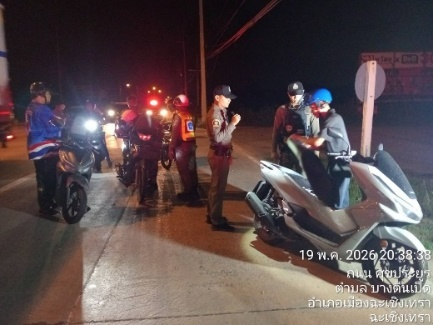 19 พ.ค. 2026 20:38:38
ถนน ศุขประยูร
ตำบล บางตีนเป็ด
อำเภอเมืองฉะเชิงเทรา
ฉะเชิงเทรา